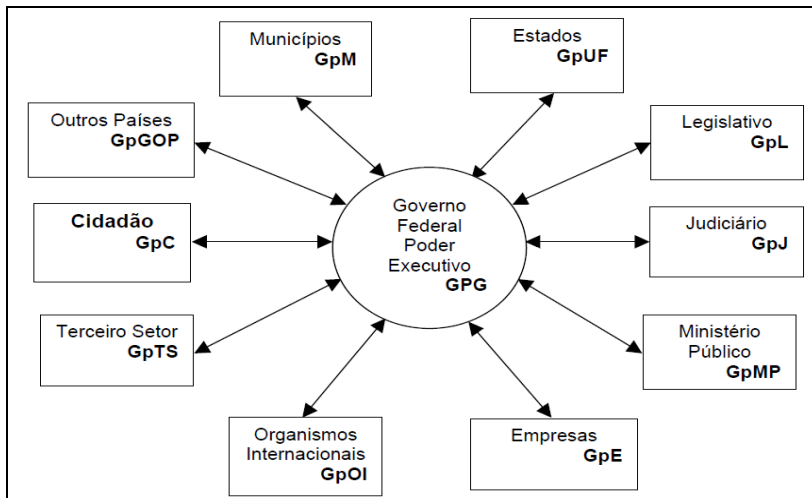 Municípios
GpM
Estados
GpUF
Outros Países
GpGOP
Legislativo
GpL
Cidadão
GpC
Governo
Federal
Poder
Executivo
GPG
Judiciário
GpJ
Terceiro Setor
GpTS
Ministério
Público
GpMP
Organismos
Internacionais
GpOI
Empresas
GpE